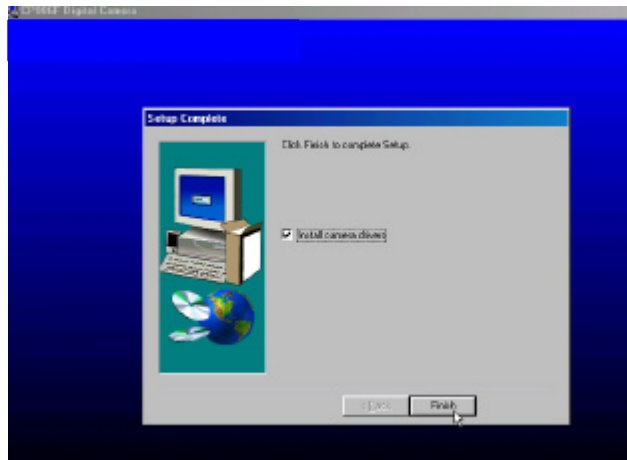 Digital Camera
Setup Complete
Click Finish to complete Setup.
Install camera drivers
< Back
Finish